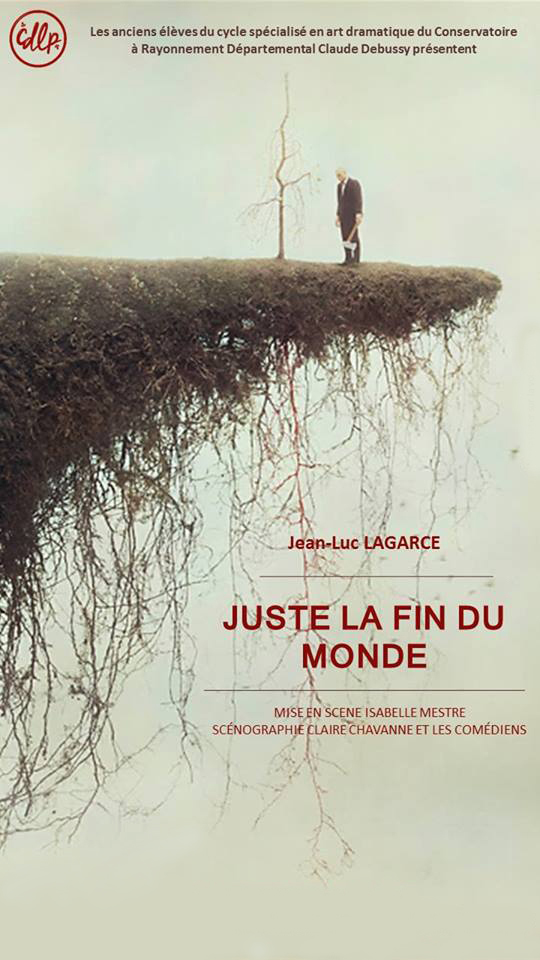 cdlp
Les anciens élèves du cycle spécialisé en art dramatique du Conservatoire
à Rayonnement Départemental Claude Debussy présentent
Jean-Luc LAGARCE
JUSTE LA FIN DU
MONDE
MISE EN SCENE ISABELLE MESTRE
SCÉNOGRAPHIE CLAIRE CHAVANNE ET LES COMÉDIENS